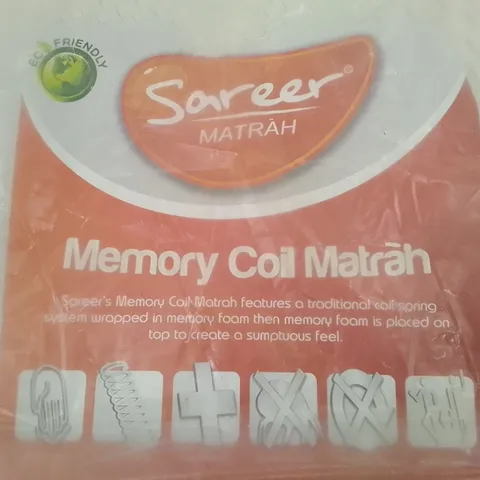 ECO FRIENDLY
Sareer®
MATRĀH
Memory Coil Matrāh
Sareer's Memory Coil Matrah features a traditional coil spring
system wrapped in memory foam then memory foam is placed on
top to create a sumptuous feel.